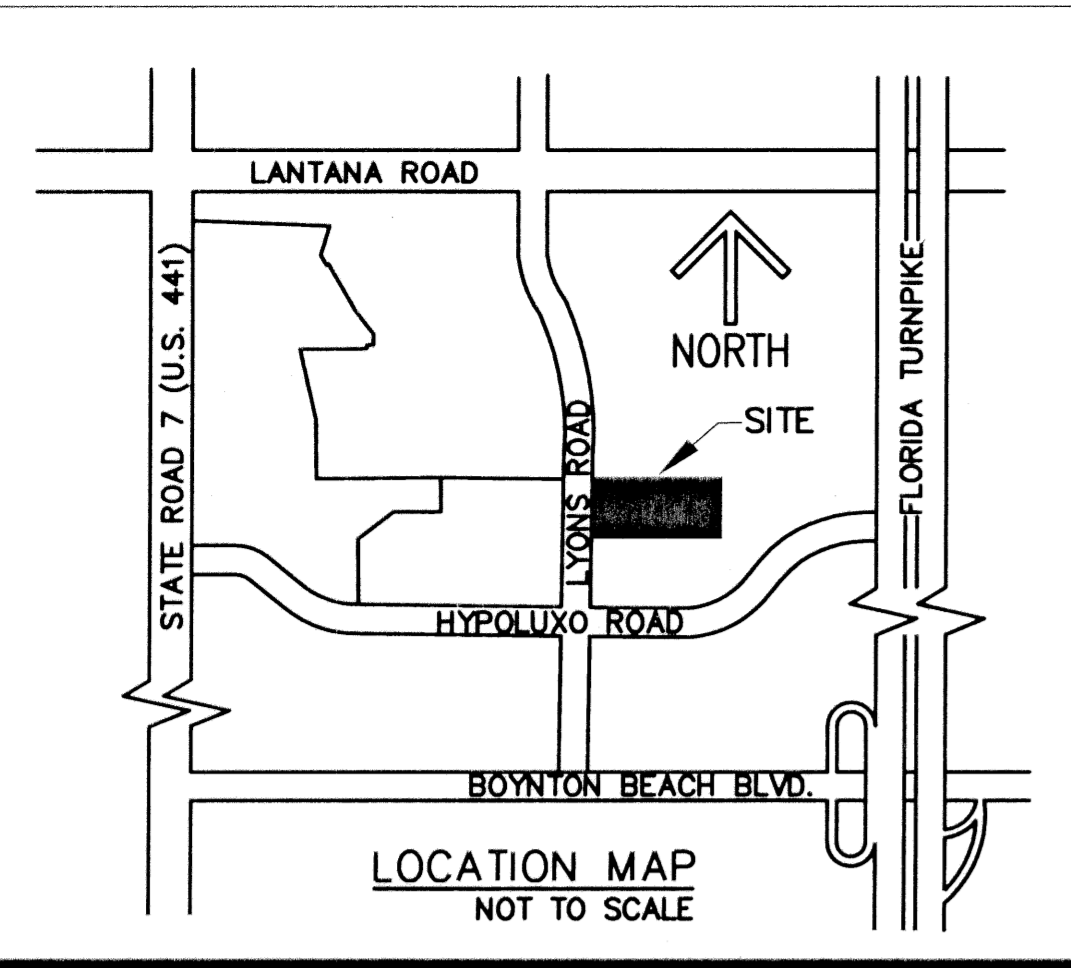 LANTANA ROAD
STATE ROAD 7 (U.S. 441)
FLORIDA TURNPIKE
NORTH
SITE
LYONS ROAD
HYPOLUXO ROAD
BOYNTON BEACH BLVD.
LOCATION MAP
NOT TO SCALE